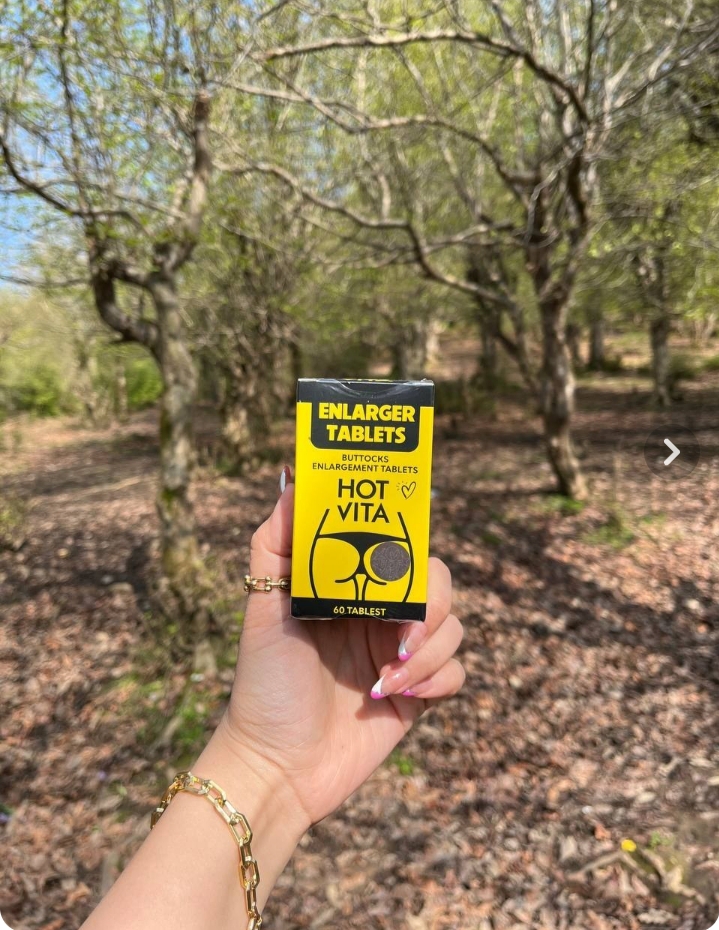 ENLARGER
TABLETS
BUTTOCKS
ENLARGEMENT TABLETS
HOT
VITA
60 TABLEST